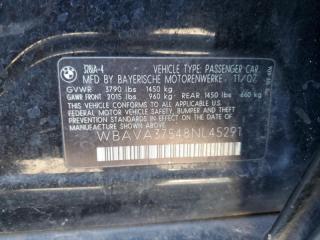 328iA-4 VEHICLE TYPE: PASSENGER CAR
MFD BY BAYERISCHE MOTORENWERKE 11/07
GVWR 3790 lbs 1450 kg
GAWR FRONT 2015 lbs 960 kg REAR 1450 lbs 660 kg
THIS VEHICLE CONFORMS TO ALL APPLICABLE U.S.
FEDERAL MOTOR VEHICLE SAFETY, BUMPER AND
THEFT PREVENTION STANDARDS IN EFFECT ON THE
DATE OF MANUFACTURE SHOWN ABOVE
WBAVA37548NL45291